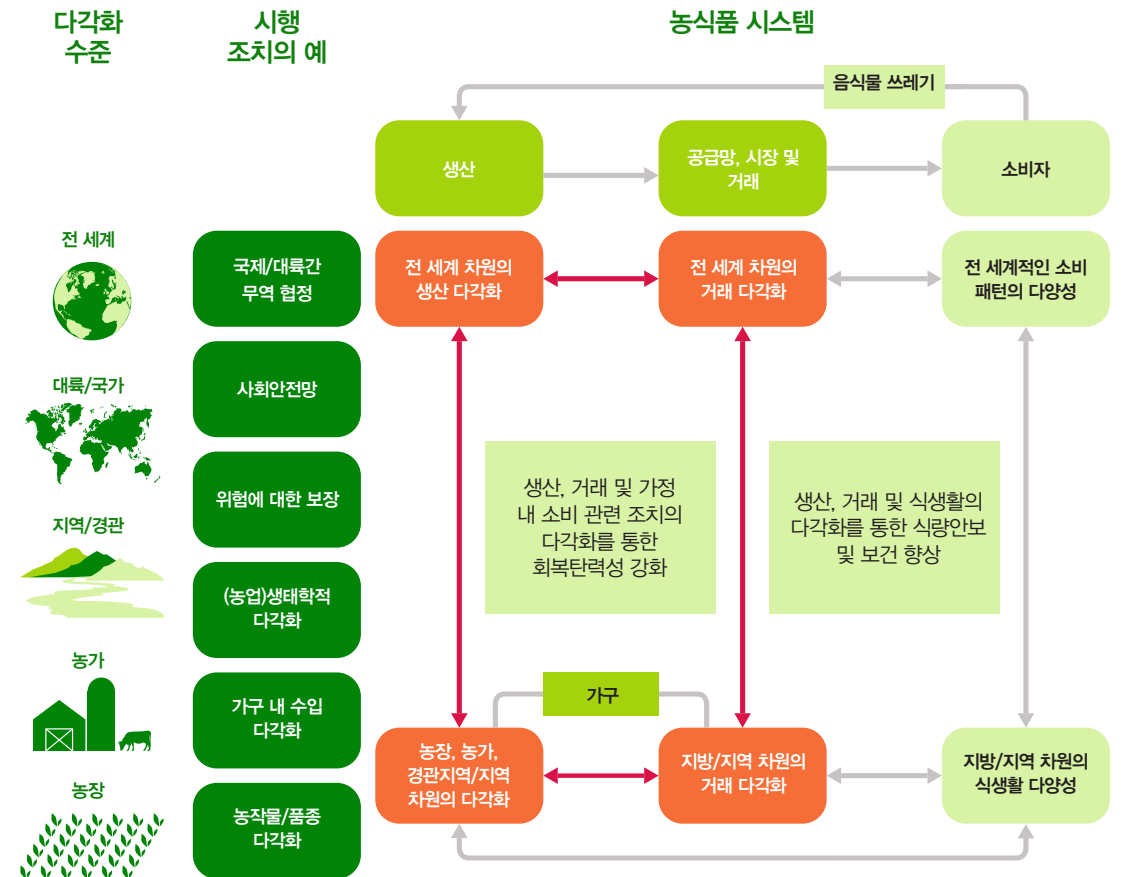 다각화
수준
시행
조치의 예
농식품 시스템
음식물 쓰레기
생산
공급망, 시장 및
거래
소비자
전 세계
국제/대륙간
무역 협정
전 세계 차원의
생산 다각화
전 세계 차원의
거래 다각화
전 세계적인 소비
패턴의 다양성
대륙/국가
사회안전망
위험에 대한 보장
생산, 거래 및 가정
내 소비 관련 조치의
다각화를 통한
회복탄력성 강화
생산, 거래 및 식생활의
다각화를 통한 식량안보
및 보건 향상
지역/경관
(농업)생태학적
다각화
농가
가구 내 수입
다각화
가구
농장, 농가,
경관지역/지역
차원의 다각화
지방/지역 차원의
거래 다각화
지방/지역 차원의
식생활 다양성
농장
농작물/품종
다각화